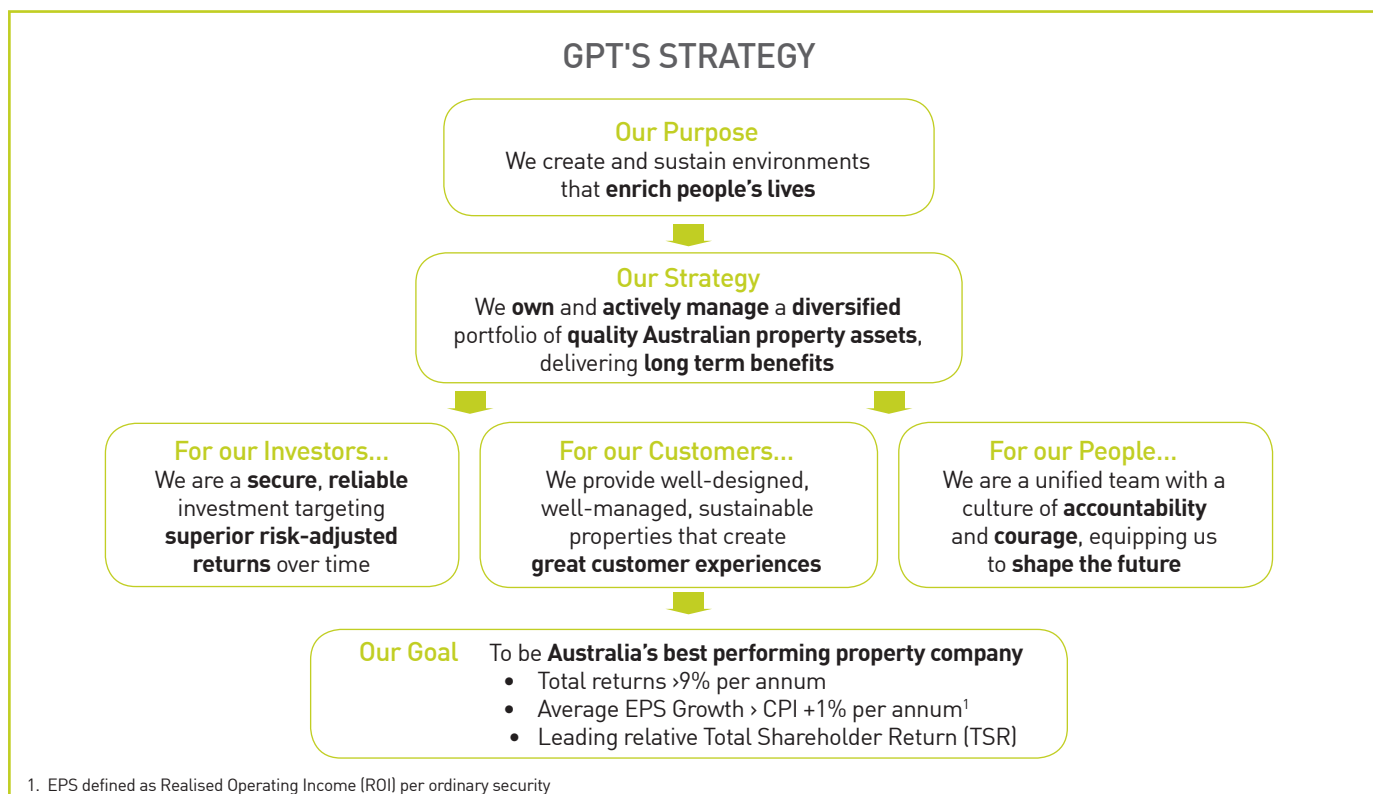 GPT'S STRATEGY
Our Purpose
We create and sustain environments
that enrich people’s lives
Our Strategy
We own and actively manage a diversified
portfolio of quality Australian property assets,
delivering long term benefits
For our Investors...
We are a secure, reliable
investment targeting
superior risk-adjusted
returns over time
For our Customers...
We provide well-designed,
well-managed, sustainable
properties that create
great customer experiences
For our People...
We are a unified team with a
culture of accountability
and courage, equipping us
to shape the future
Our Goal To be Australia’s best performing property company
• Total returns ›9% per annum
• Average EPS Growth › CPI +1% per annum¹
• Leading relative Total Shareholder Return (TSR)
1. EPS defined as Realised Operating Income (ROI) per ordinary security